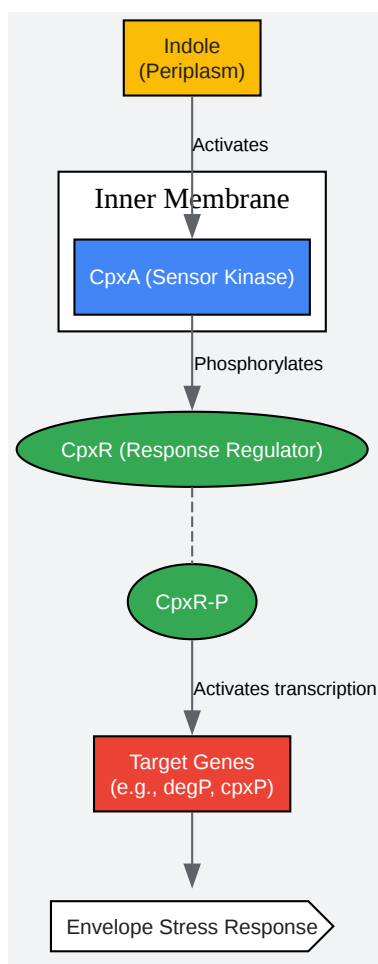 Indole
(Periplasm)
Activates
Inner Membrane
CpxA (Sensor Kinase)
Phosphorylates
CpxR (Response Regulator)
CpxR-P
Activates transcription
Target Genes
(e.g., degP, cpxP)
Envelope Stress Response